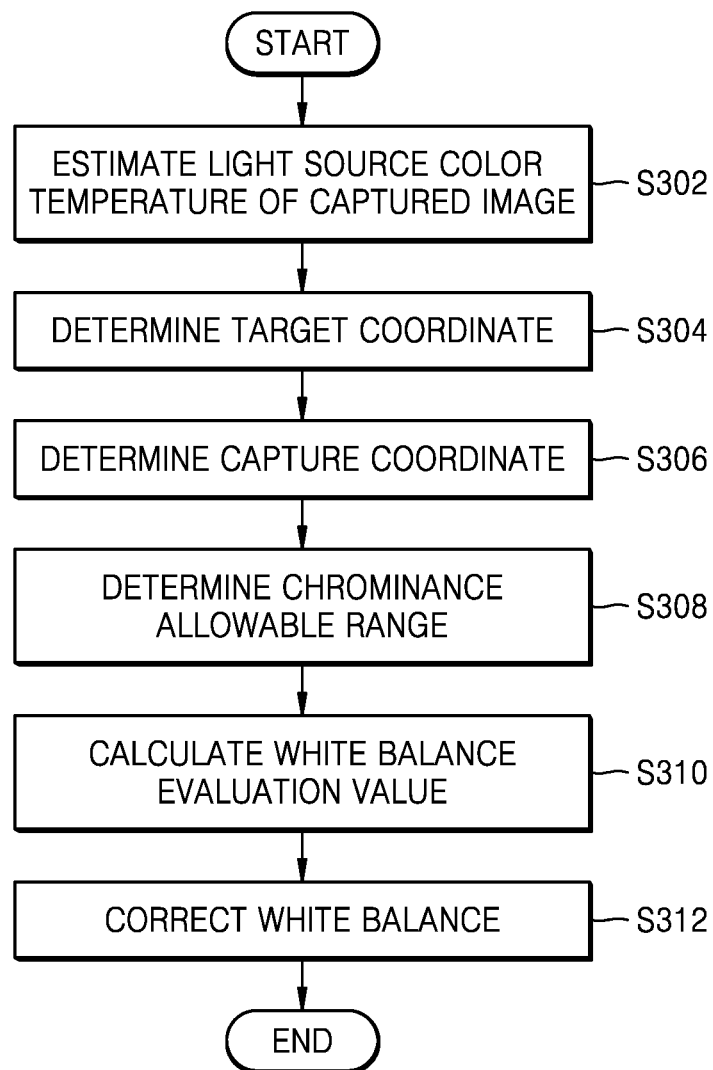 START
ESTIMATE LIGHT SOURCE COLOR
TEMPERATURE OF CAPTURED IMAGE
S302
DETERMINE TARGET COORDINATE
S304
DETERMINE CAPTURE COORDINATE
S306
DETERMINE CHROMINANCE
ALLOWABLE RANGE
S308
CALCULATE WHITE BALANCE
EVALUATION VALUE
S310
CORRECT WHITE BALANCE
S312
END